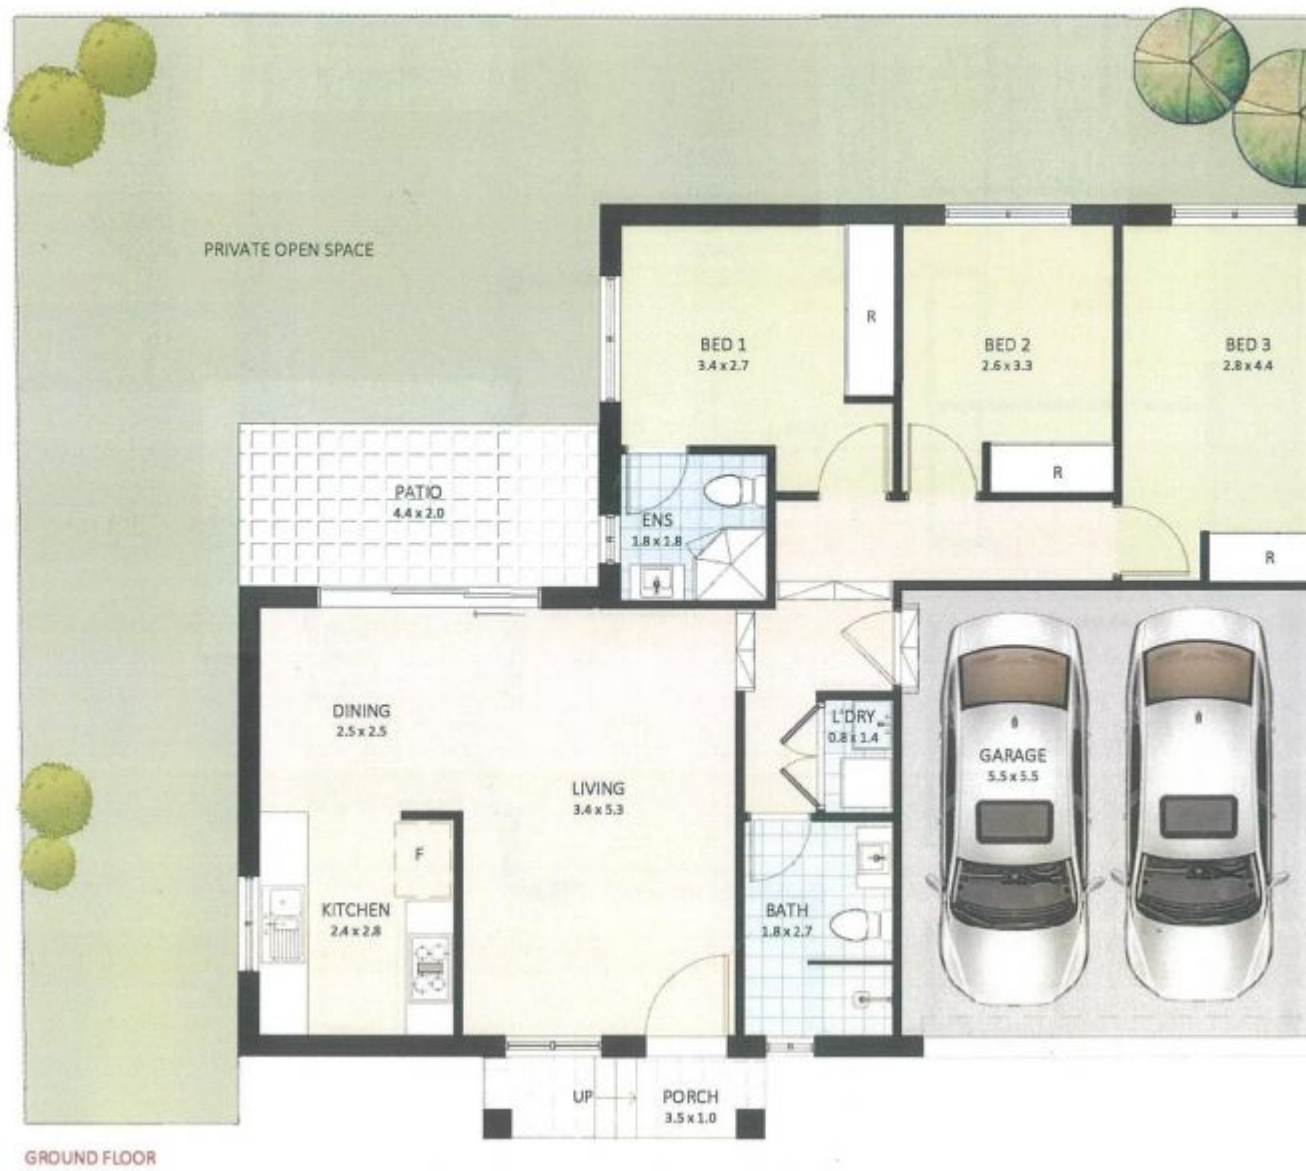 PRIVATE OPEN SPACE
BED 1
3.4 x 2.7
R
BED 2
2.6 x 3.3
R
BED 3
2.8 x 4.4
R
PATIO
4.4 x 2.0
ENS
1.8 x 1.8
DINING
2.5 x 2.5
LIVING
3.4 x 5.3
L'DRY
0.8 x 1.4
GARAGE
5.5 x 5.5
F
KITCHEN
2.4 x 2.8
BATH
1.8 x 2.7
UP
PORCH
3.5 x 1.0
GROUND FLOOR